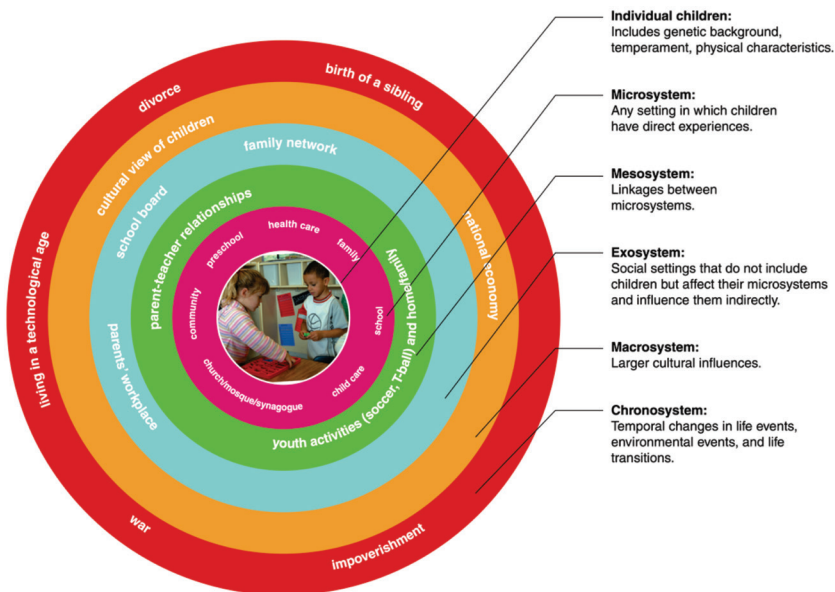 Individual children:
Includes genetic background,
temperament, physical characteristics.
Microsystem:
Any setting in which children
have direct experiences.
Mesosystem:
Linkages between
microsystems.
Exosystem:
Social settings that do not include
children but affect their microsystems
and influence them indirectly.
Macrosystem:
Larger cultural influences.
Chronosystem:
Temporal changes in life events,
environmental events, and life
transitions.
divorce
birth of a sibling
living in a technological age
war
impoverishment
cultural view of children
national economy
family network
school board
parents' workplace
parent-teacher relationships
youth activities (soccer, T-ball) and home/family
health care
preschool
family
community
school
child care
church/mosque/synagogue